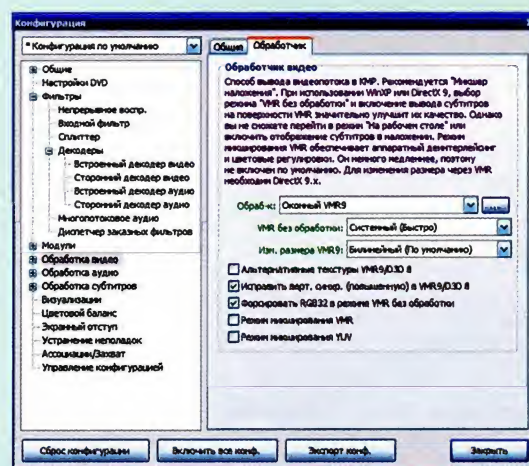 Конфигурация
* Конфигурация по умолчанию
Общие
Настройки DVD
Фильтры
Непрерывное воспр.
Входной фильтр
Сплиттер
Декодеры
Встроенный декодер видео
Сторонний декодер видео
Встроенный декодер аудио
Сторонний декодер аудио
Многопотоковое аудио
Диспетчер заказных фильтров
Модули
Обработка видео
Обработка аудио
Обработка субтитров
Визуализации
Цветовой баланс
Экранный отступ
Устранение неполадок
Ассоциации/Захват
Управление конфигурацией
Общие Обработчик
Обработчик видео
Способ вывода видеопотока в KMP. Рекомендуется "Микшер
наложения". При использовании WinXP или DirectX 9, выбор
режима "VMR без обработки" и включение вывода субтитров
на поверхность VMR значительно улучшит их качество. Однако
вы не сможете перейти в режим "На рабочем столе" или
включить отображение субтитров в наложении. Режим
микширования VMR обеспечивает аппаратный деинтерлейсинг
и цветовые регулировки. Он немного медленнее, поэтому
не включен по умолчанию. Для изменения размера через VMR
необходим DirectX 9.x.
Обраб-к: Оконный VMR9
VMR без обработки: Системный (Быстро)
Изм. размера VMR9: Билинейный (По умолчанию)
Альтернативные текстуры VMR9/D3D 8
Исправить верт. синхр. (повышенную) в VMR9/D3D 8
Форсировать RGB32 в режиме VMR без обработки
Режим микширования VMR
Режим микширования YUV
Сброс конфигурации Включить все конф. Экспорт конф. Закрыть